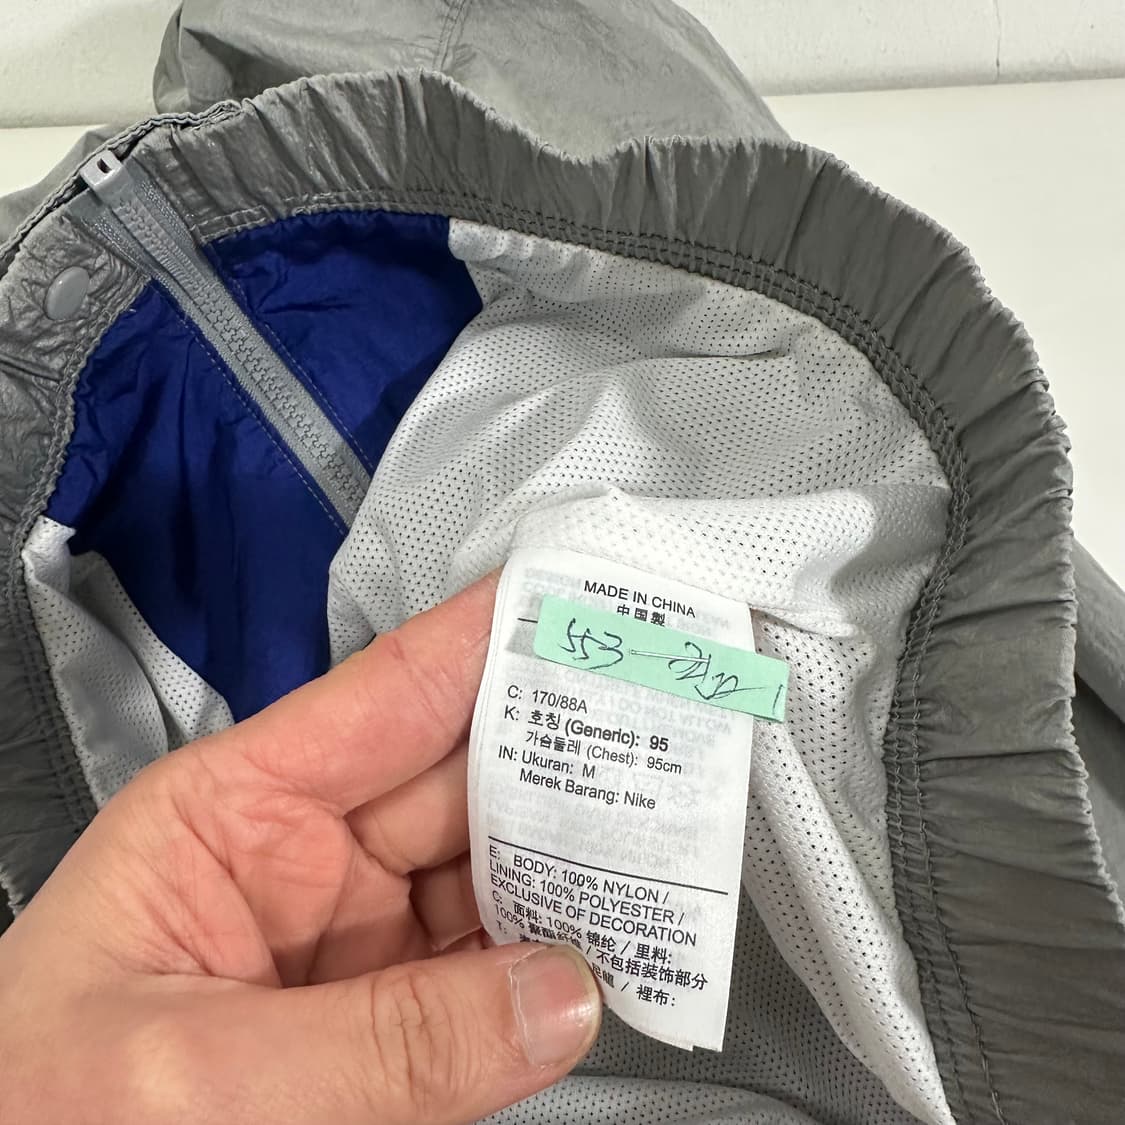 MADE IN CHINA
中国製
553
C: 170/88A
K: 호칭 (Generic): 95
가슴둘레 (Chest): 95cm
IN: Ukuran: M
Merek Barang: Nike
E: BODY: 100% NYLON /
LINING: 100% POLYESTER /
EXCLUSIVE OF DECORATION
C: 面料: 100% 锦纶 / 里料:
100% 聚酯纤维 / 不包括装饰部分
/ 裡布: